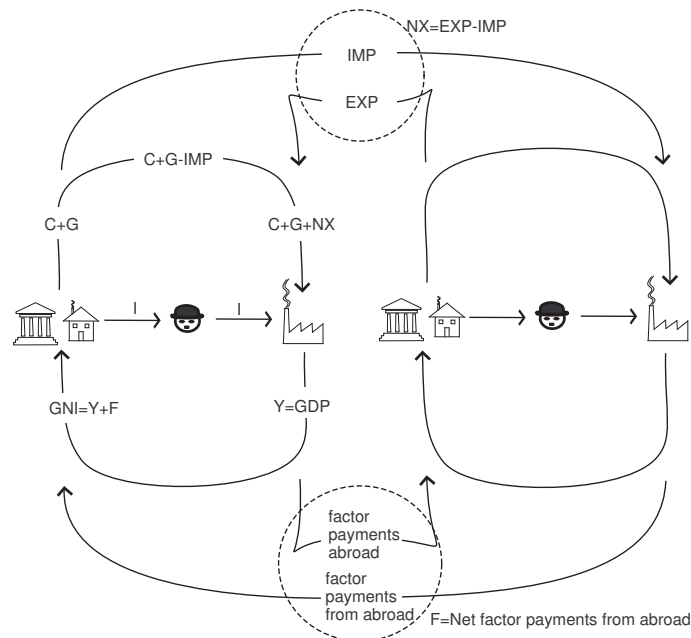 NX=EXP-IMP
IMP
EXP
C+G-IMP
C+G
C+G+NX
I
I
GNI=Y+F
Y=GDP
factor
payments
abroad
factor
payments
from abroad
F=Net factor payments from abroad